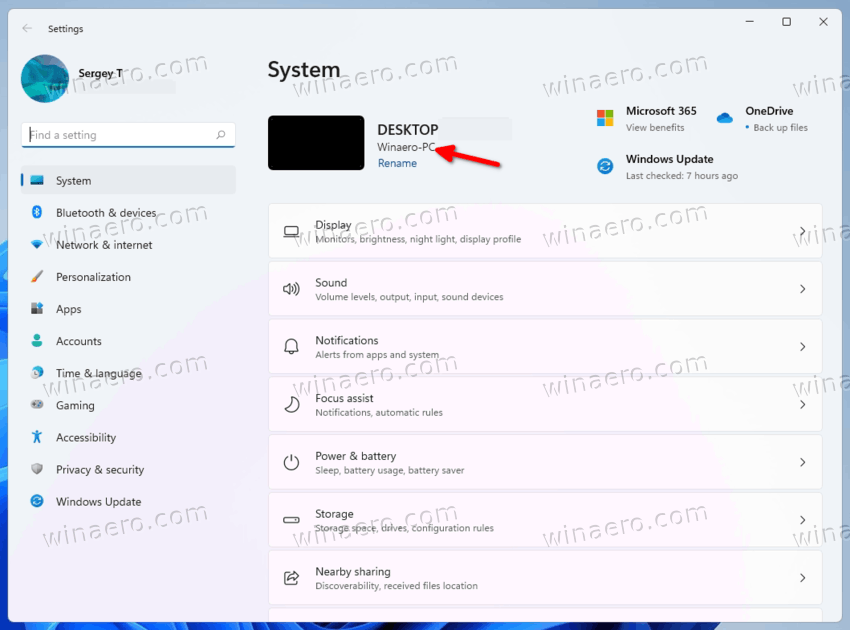 Settings
Sergey T
Find a setting
System
Bluetooth & devices
Network & internet
Personalization
Apps
Accounts
Time & language
Gaming
Accessibility
Privacy & security
Windows Update
System
DESKTOP
Winaero-PC
Rename
Microsoft 365
View benefits
OneDrive
• Back up files
Windows Update
Last checked: 7 hours ago
Display
Monitors, brightness, night light, display profile
Sound
Volume levels, output, input, sound devices
Notifications
Alerts from apps and system
Focus assist
Notifications, automatic rules
Power & battery
Sleep, battery usage, battery saver
Storage
Storage space, drives, configuration rules
Nearby sharing
Discoverability, received files location
winaero.com
winaero.com
winaero.com
winaero.com
winaero.com
winaero.com
winaero.com
winaero.com
winaero.com
winaero.com
winaero.com
winaero.com